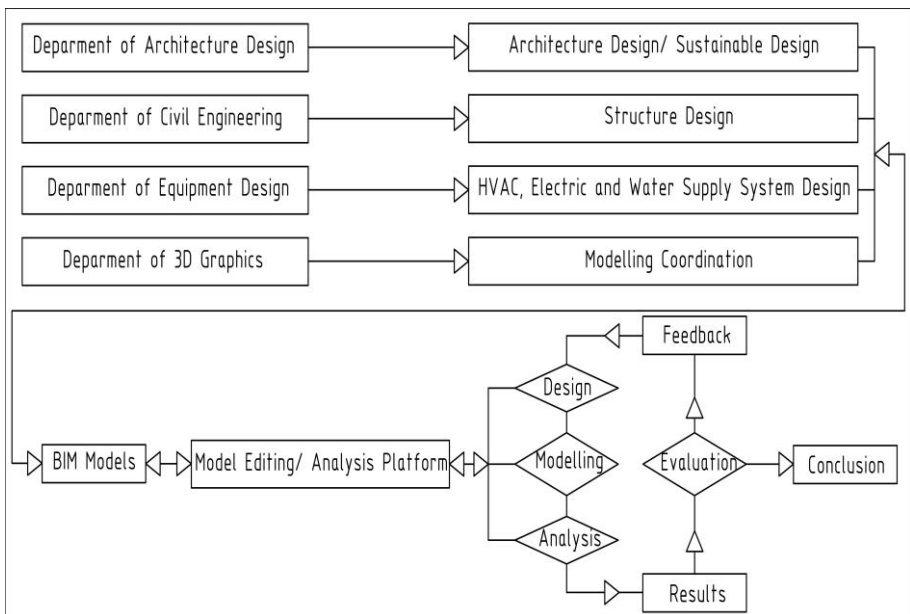 Deparment of Architecture Design
Architecture Design/ Sustainable Design
Deparment of Civil Engineering
Structure Design
Department of Equipment Design
HVAC, Electric and Water Supply System Design
Deparment of 3D Graphics
Modelling Coordination
Feedback
Design
BIM Models
Model Editing/ Analysis Platform
Modelling
Evaluation
Conclusion
Analysis
Results